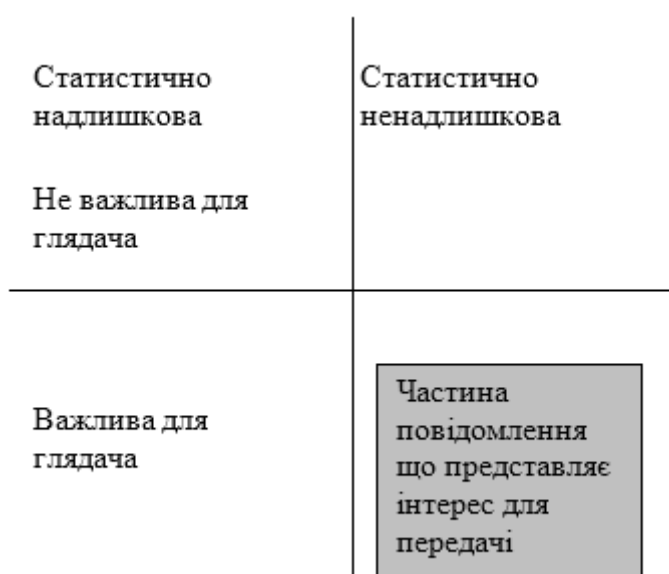 Статистично
надлишкова
Статистично
ненадлишкова
Не важлива для
глядача
Важлива для
глядача
Частина
повідомлення
що представляє
інтерес для
передачі